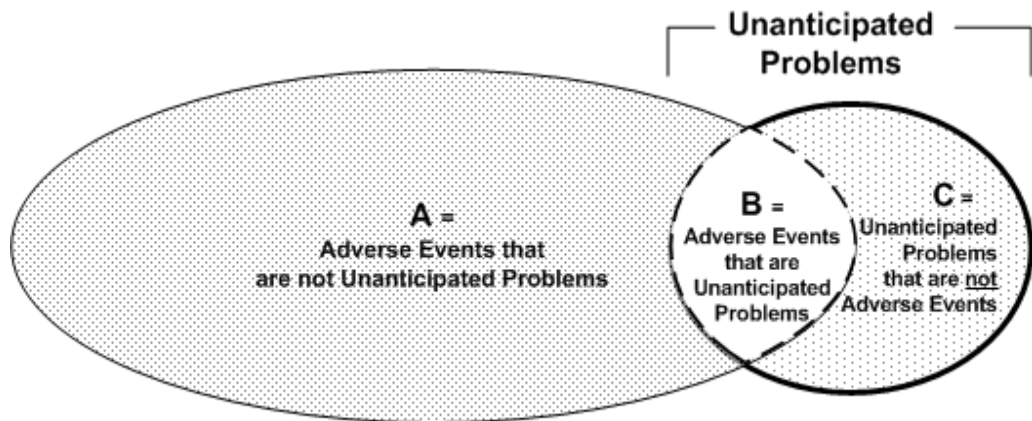 Unanticipated
Problems
A =
Adverse Events that
are not Unanticipated Problems
B =
Adverse Events
that are
Unanticipated
Problems
C =
Unanticipated
Problems
that are not
Adverse Events